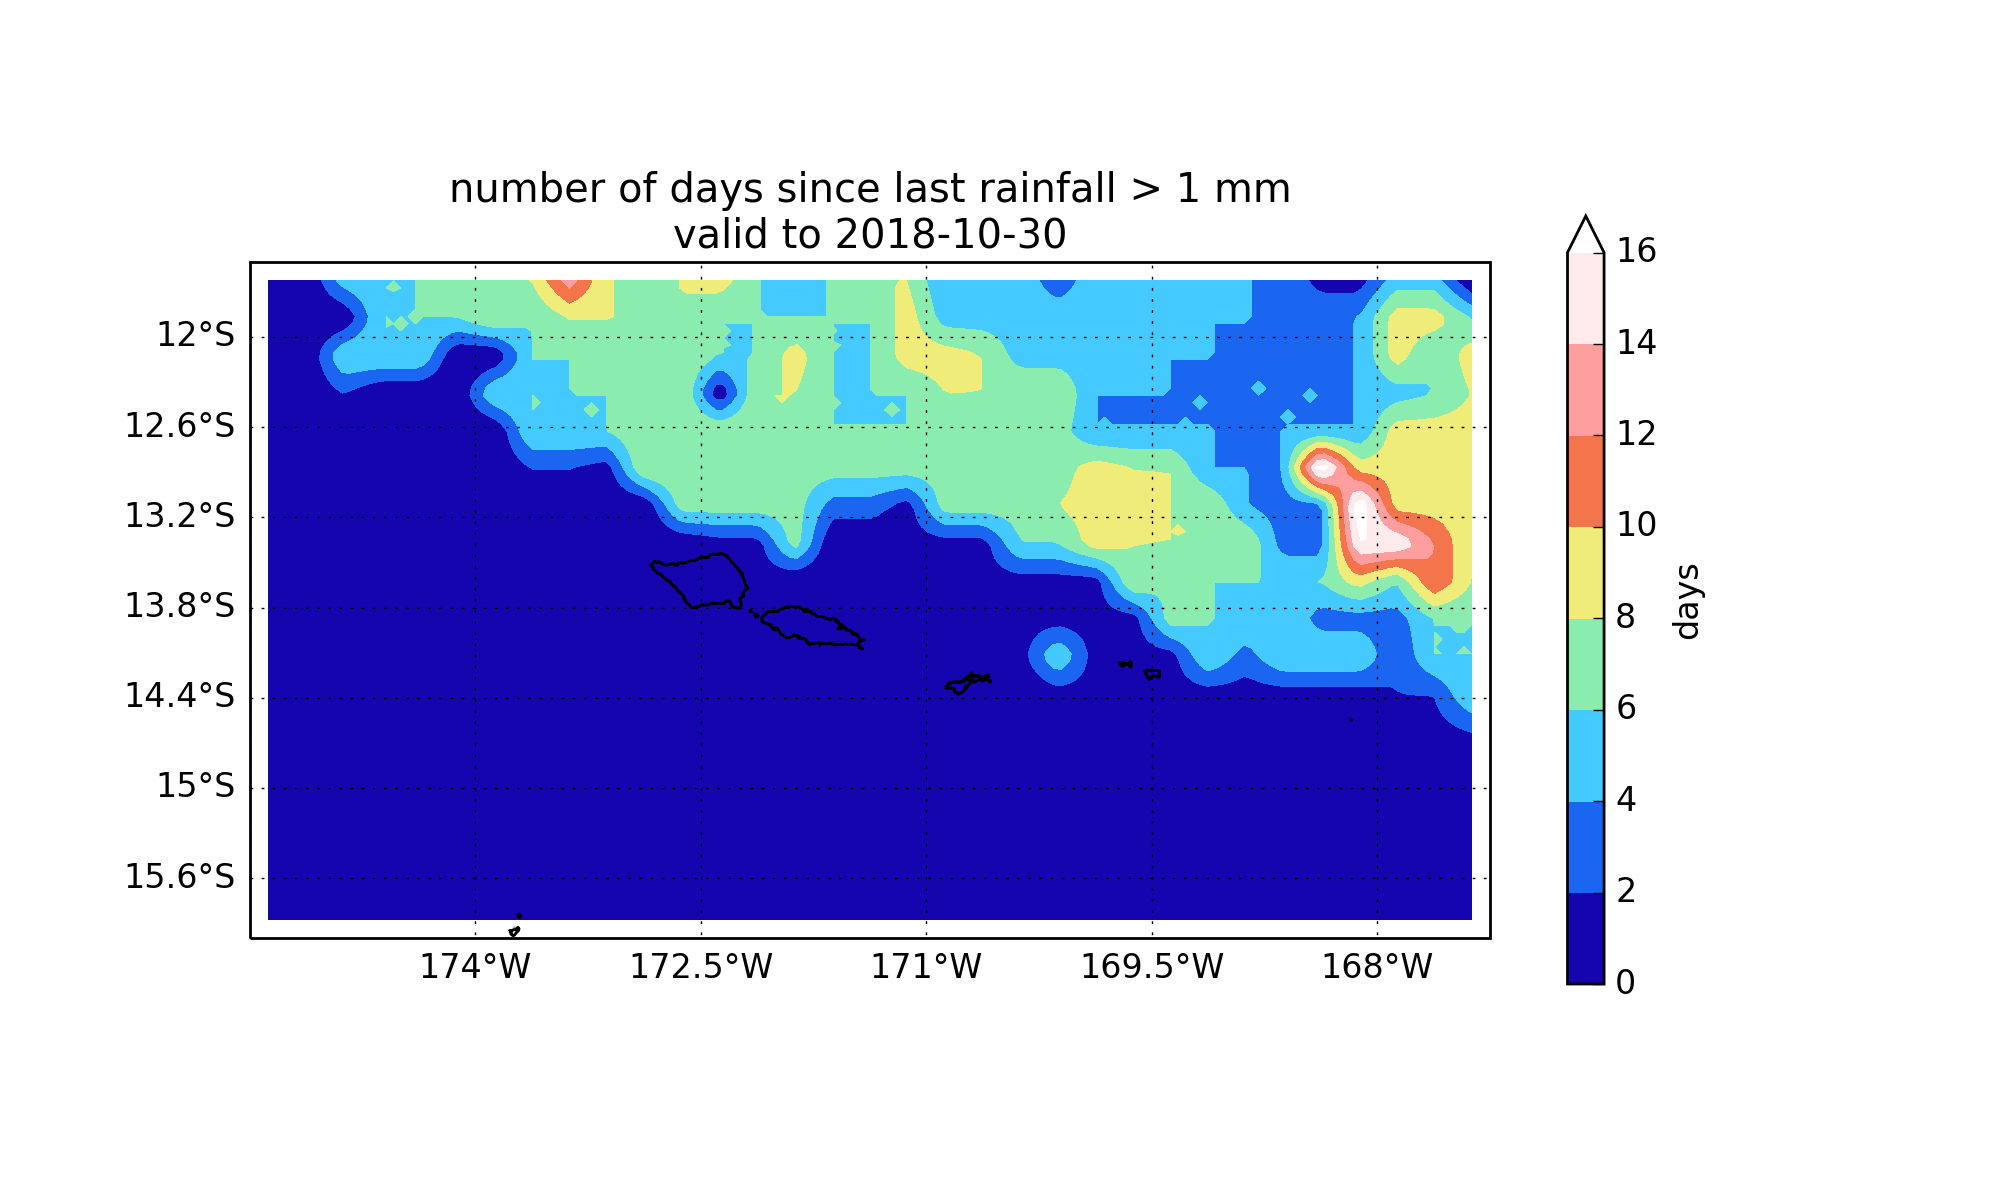 number of days since last rainfall > 1 mm
valid to 2018-10-30
12°S
12.6°S
13.2°S
13.8°S
14.4°S
15°S
15.6°S
174°W 172.5°W 171°W 169.5°W 168°W
16
14
12
10
8
6
4
2
0
days